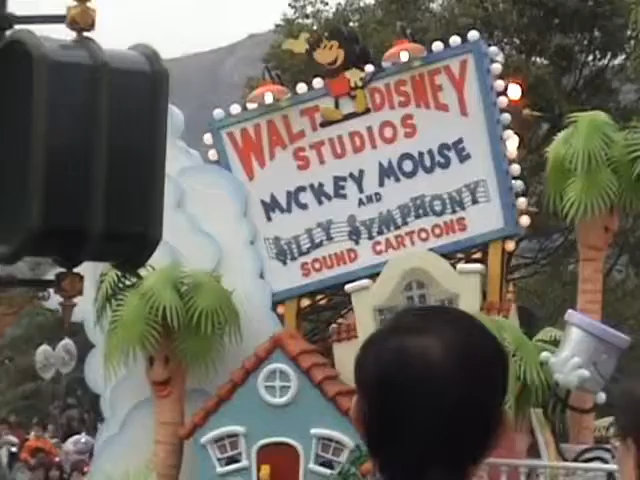 WALT DISNEY
STUDIOS
MICKEY MOUSE
AND
SILLY SYMPHONY
SOUND CARTOONS